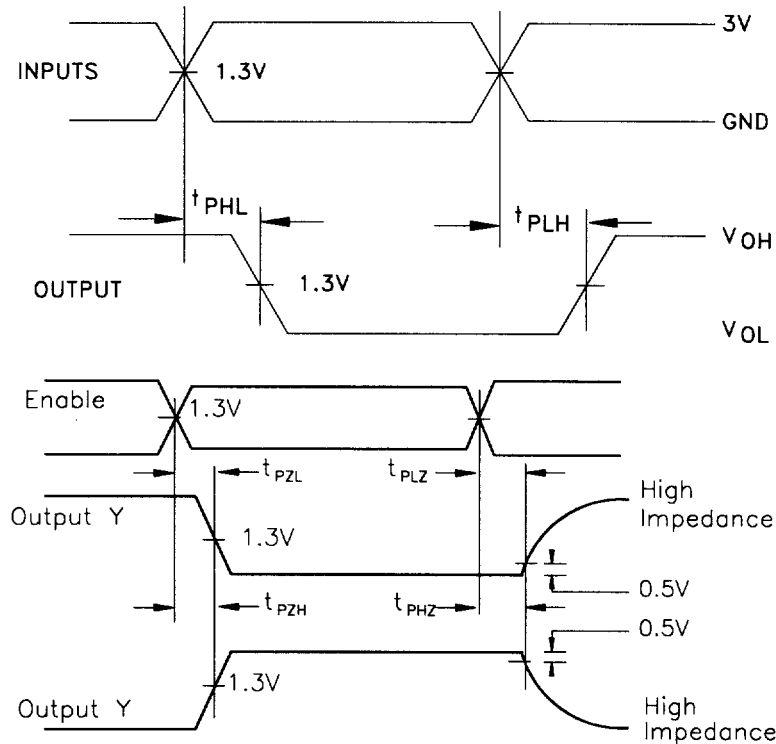 3V
INPUTS
1.3V
GND
tPHL
tPLH
VOH
OUTPUT
1.3V
VOL
Enable
1.3V
tPZL
tPLZ
High
Impedance
Output Y
1.3V
0.5V
tPZH
tPHZ
0.5V
1.3V
Output Y
High
Impedance